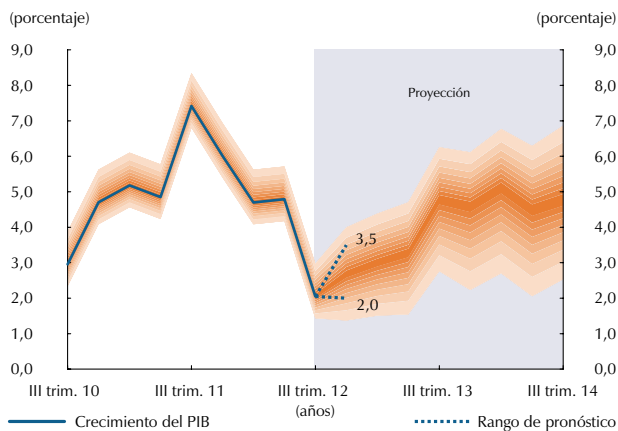 (porcentaje) (porcentaje)
9,0 9,0
8,0 Proyección 8,0
7,0 7,0
6,0 6,0
5,0 5,0
4,0 4,0
3,5
3,0 3,0
2,0 2,0 2,0
1,0 1,0
0,0 0,0
III trim. 10 III trim. 11 III trim. 12 III trim. 13 III trim. 14
(años)
Crecimiento del PIB Rango de pronóstico